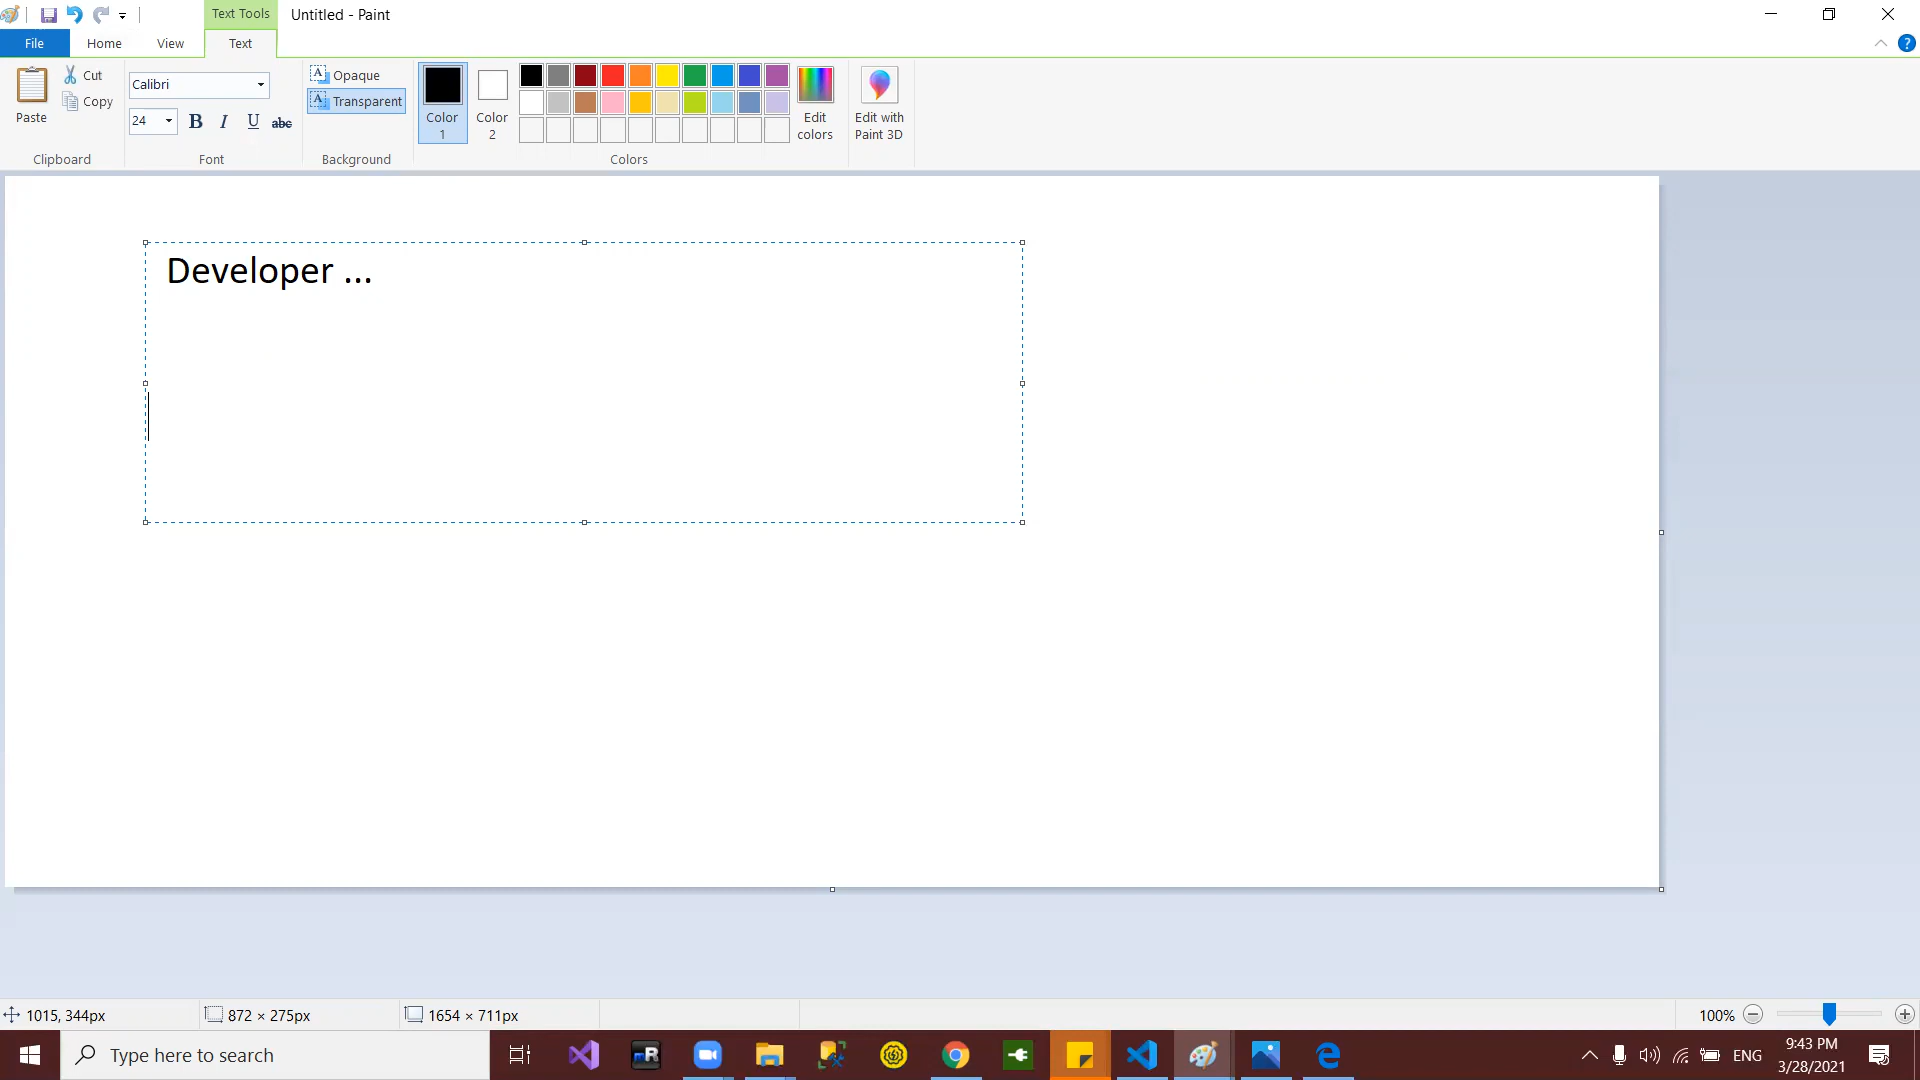 Text Tools
Untitled - Paint
File
Home
View
Text
Paste
Cut
Copy
Clipboard
Calibri
24
B
I
U
abc
Font
A Opaque
A Transparent
Background
Color
1
Color
2
Colors
Edit
colors
Edit with
Paint 3D
?
Developer ...
1015, 344px
872 × 275px
1654 × 711px
100%
Type here to search
R
ENG
9:43 PM
3/28/2021